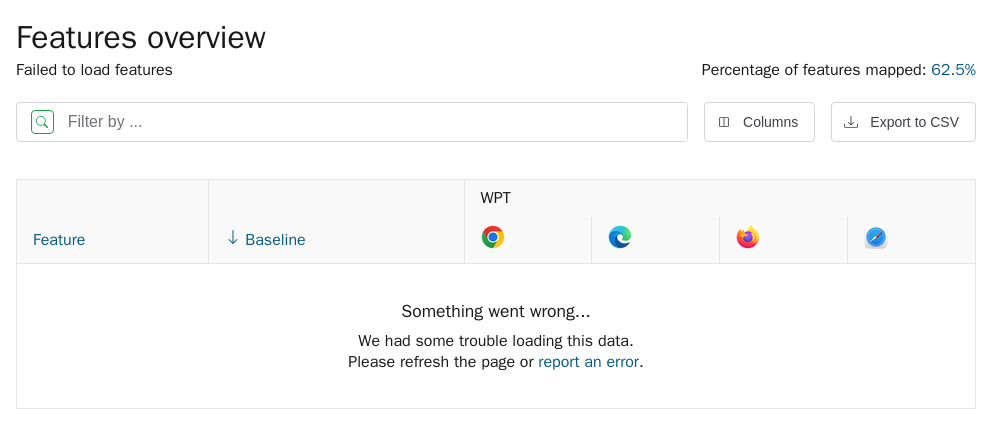 Features overview
Failed to load features
Percentage of features mapped: 62.5%
Filter by ...
Columns
Export to CSV
WPT
Feature
Baseline
Something went wrong...
We had some trouble loading this data.
Please refresh the page or report an error.